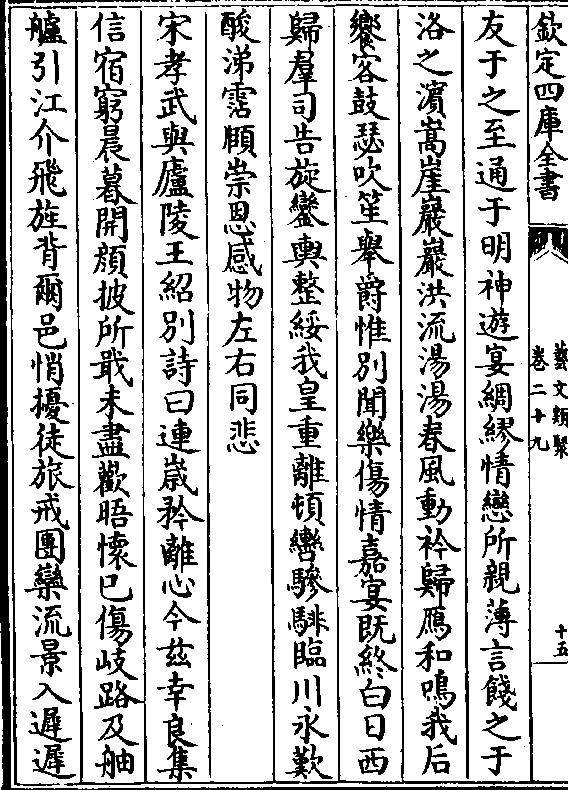 欽定四庫全書
藝文類聚
卷二十九
十五
友于之至通于明神遊宴綢繆情戀所親薄言餞之于
洛之濵嵩崖巖巖洪流湯湯春風動衿歸鴈和鳴我后
饗客鼓瑟吹笙舉爵惟别聞樂傷情嘉宴既終白日西
歸羣司告旋鑾輿整綏我皇重離頓轡驂騑臨川永歎
酸涕霑頤崇恩感物左右同悲
宋孝武與廬陵王紹别詩曰連嵗矜離心今兹幸良集
信宿窮晨暮開顔披所戢未盡歡晤懷已傷岐路及舳
艫引江介飛旌背爾邑悄擾徒旅戒團欒流景入遲遲